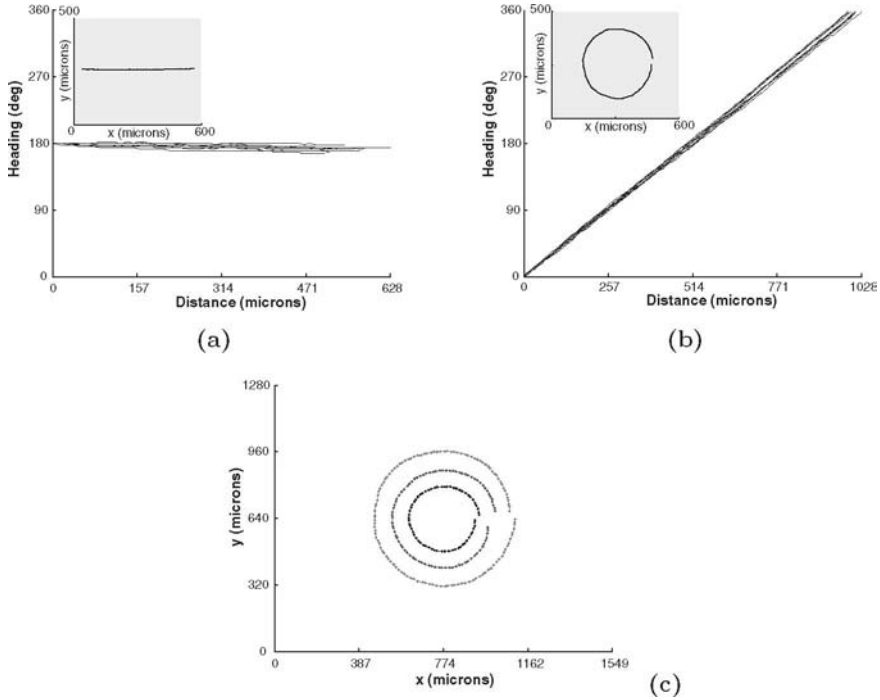 360
270
180
90
0
Heading (deg)
500
y (microns)
x (microns)
600
0
157
314
471
628
Distance (microns)
(a)
360
270
180
90
0
Heading (deg)
500
y (microns)
x (microns)
600
0
257
514
771
1028
Distance (microns)
(b)
1280
960
640
320
0
y (microns)
0
387
774
1162
1549
x (microns)
(c)